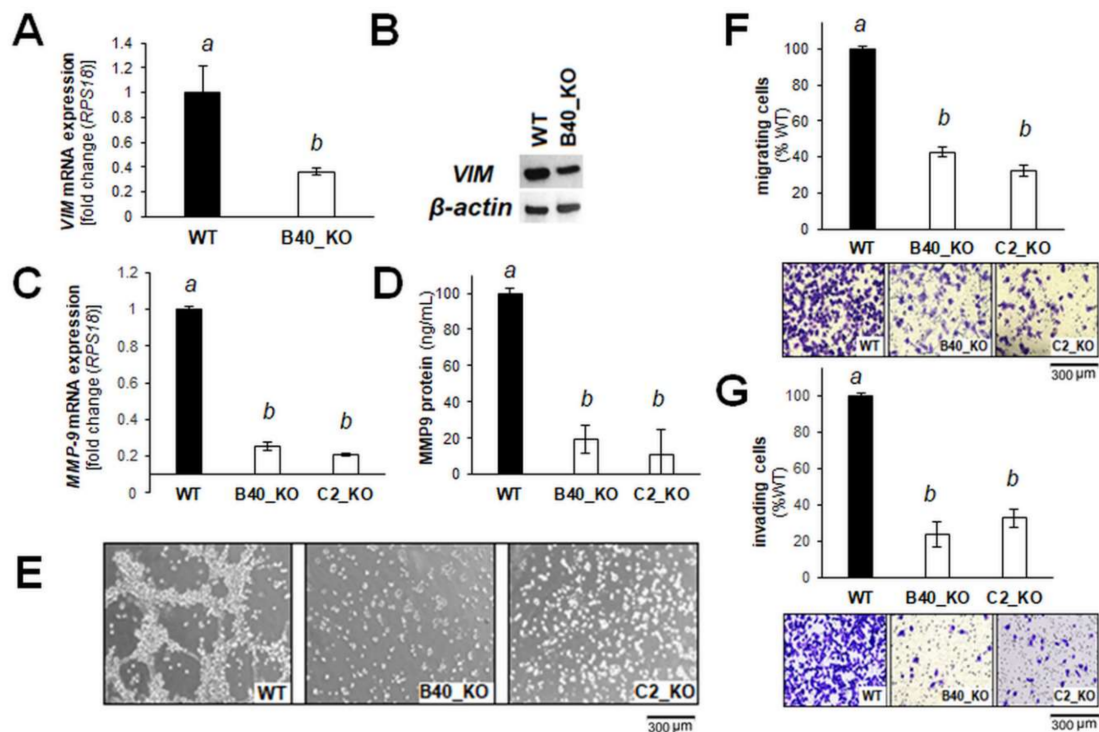 A
VIM mRNA expression
[fold change (RPS18)]
1.4
1.2
1
0.8
0.6
0.4
0.2
0
a
b
WT
B40_KO
B
WT
B40_KO
VIM
β-actin
C
MMP-9 mRNA expression
[fold change (RPS18)]
1.2
1
0.8
0.6
0.4
0.2
0
a
b
b
WT
B40_KO
C2_KO
D
MMP9 protein (ng/mL)
100
80
60
40
20
0
a
b
b
WT
B40_KO
C2_KO
E
WT
B40_KO
C2_KO
300 µm
F
migrating cells
(% WT)
100
80
60
40
20
0
a
b
b
WT
B40_KO
C2_KO
WT
B40_KO
C2_KO
300 µm
G
invading cells
(%WT)
100
80
60
40
20
0
a
b
b
WT
B40_KO
C2_KO
WT
B40_KO
C2_KO
300 µm